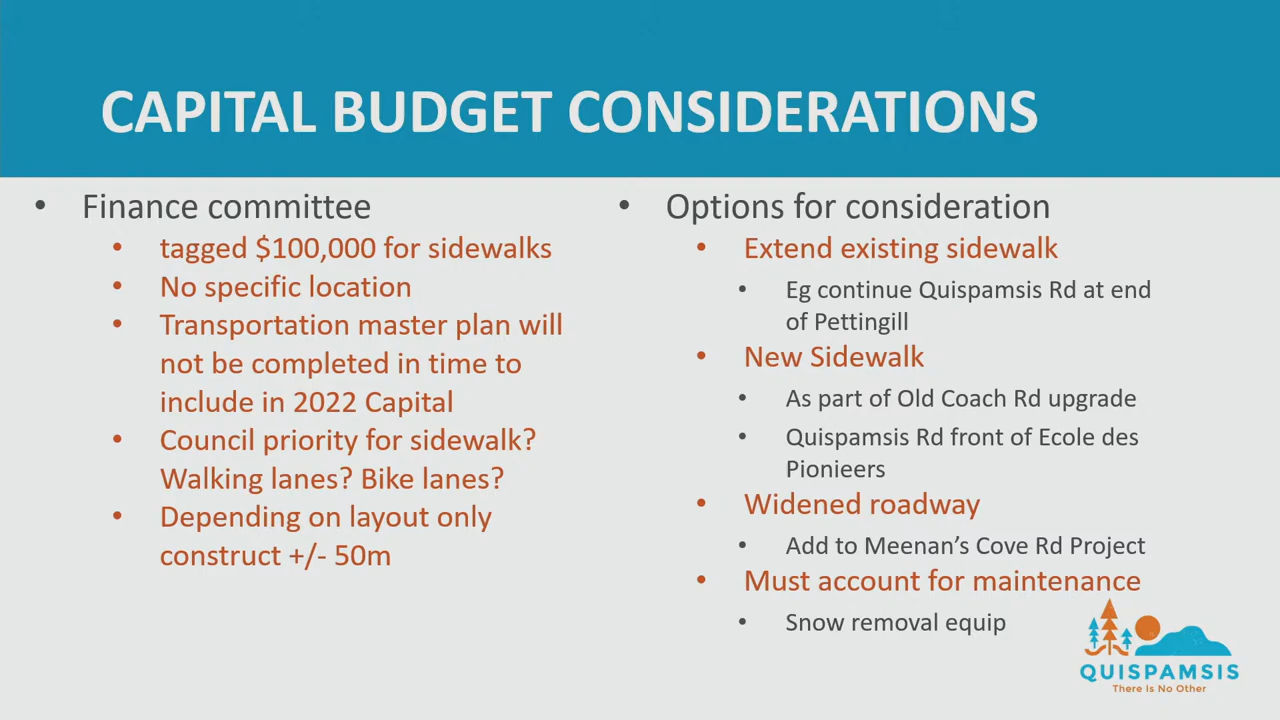 CAPITAL BUDGET CONSIDERATIONS
• Finance committee
• tagged $100,000 for sidewalks
• No specific location
• Transportation master plan will
not be completed in time to
include in 2022 Capital
• Council priority for sidewalk?
Walking lanes? Bike lanes?
• Depending on layout only
construct +/- 50m
• Options for consideration
• Extend existing sidewalk
• Eg continue Quispamsis Rd at end
of Pettingill
• New Sidewalk
• As part of Old Coach Rd upgrade
• Quispamsis Rd front of Ecole des
Pionieers
• Widened roadway
• Add to Meenan’s Cove Rd Project
• Must account for maintenance
• Snow removal equip
QUISPAMSIS
There Is No Other